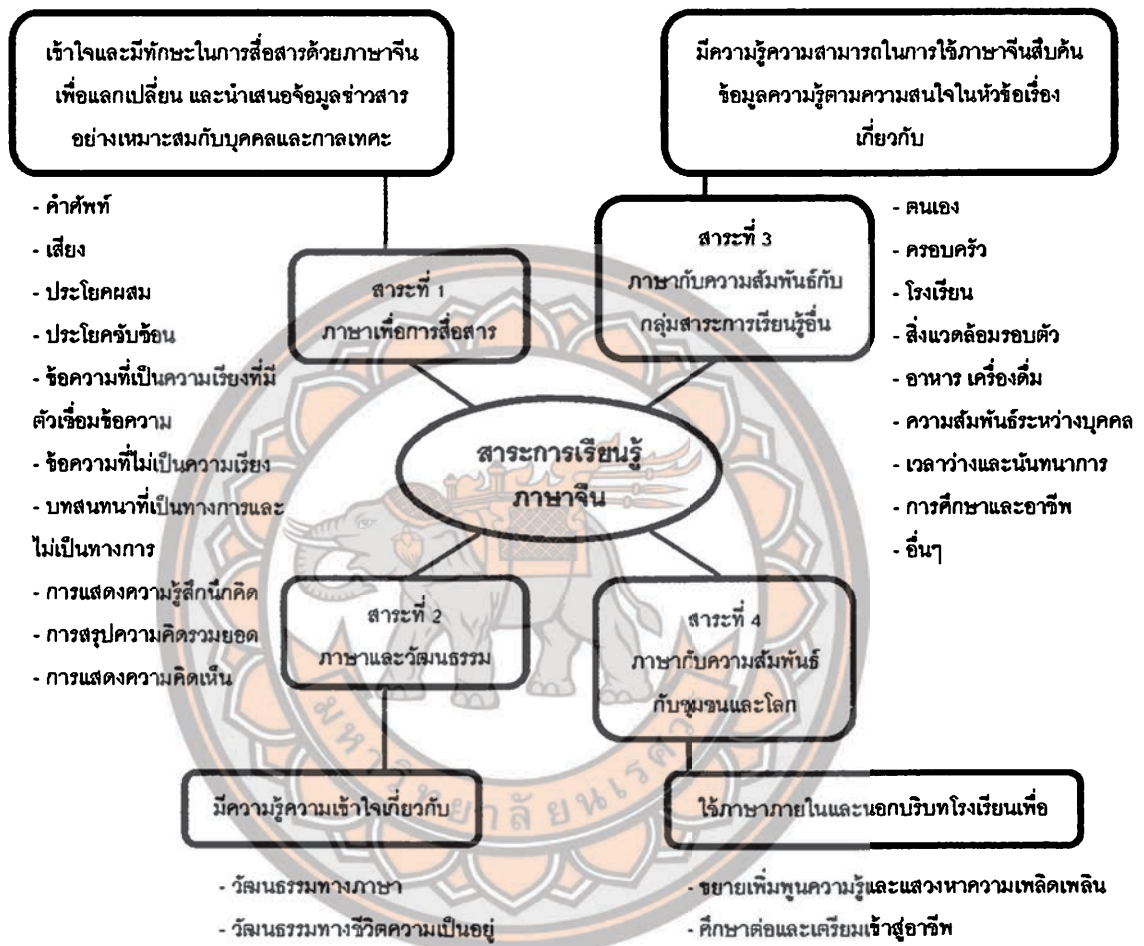 เข้าใจและมีทักษะในการสื่อสารด้วยภาษาจีน
เพื่อแลกเปลี่ยน และนำเสนอข้อมูลข่าวสาร
อย่างเหมาะสมกับบุคคลและกาลเทศะ
- คำศัพท์
- เสียง
- ประโยคผสม
- ประโยคซับซ้อน
- ข้อความที่เป็นความเรียงที่มี
ตัวเชื่อมข้อความ
- ข้อความที่ไม่เป็นความเรียง
- บทสนทนาที่เป็นทางการและ
ไม่เป็นทางการ
- การแสดงความรู้สึกนึกคิด
- การสรุปความคิดรวมยอด
- การแสดงความคิดเห็น
สาระที่ 1
ภาษาเพื่อการสื่อสาร
มีความรู้ความสามารถในการใช้ภาษาจีนสืบค้น
ข้อมูลความรู้ตามความสนใจในหัวข้อเรื่อง
เกี่ยวกับ
สาระที่ 3
ภาษากับความสัมพันธ์กับ
กลุ่มสาระการเรียนรู้อื่น
- ตนเอง
- ครอบครัว
- โรงเรียน
- สิ่งแวดล้อมรอบตัว
- อาหาร เครื่องดื่ม
- ความสัมพันธ์ระหว่างบุคคล
- เวลาว่างและนันทนาการ
- การศึกษาและอาชีพ
- อื่นๆ
สาระการเรียนรู้
ภาษาจีน
สาระที่ 2
ภาษาและวัฒนธรรม
มีความรู้ความเข้าใจเกี่ยวกับ
- วัฒนธรรมทางภาษา
- วัฒนธรรมทางชีวิตความเป็นอยู่
สาระที่ 4
ภาษากับความสัมพันธ์
กับชุมชนและโลก
ใช้ภาษาภายในและนอกบริบทโรงเรียนเพื่อ
- ขยายเพิ่มพูนความรู้และแสวงหาความเพลิดเพลิน
- ศึกษาต่อและเตรียมเข้าสู่อาชีพ
มหาวิทยาลัยนเรศวร